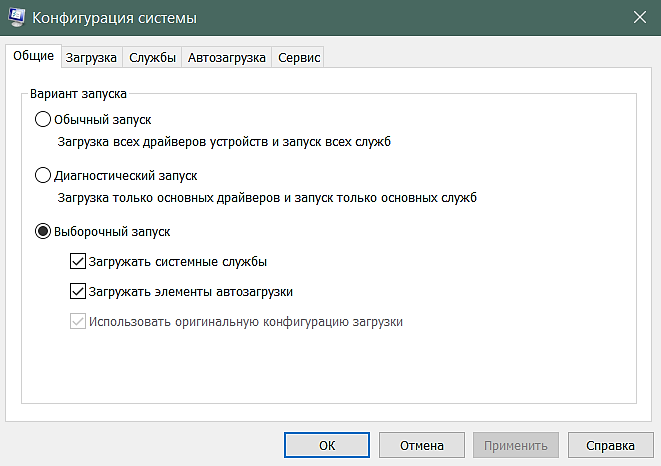 Конфигурация системы
Общие Загрузка Службы Автозагрузка Сервис
Вариант запуска
Обычный запуск
Загрузка всех драйверов устройств и запуск всех служб
Диагностический запуск
Загрузка только основных драйверов и запуск только основных служб
Выборочный запуск
Загружать системные службы
Загружать элементы автозагрузки
Использовать оригинальную конфигурацию загрузки
ОК Отмена Применить Справка